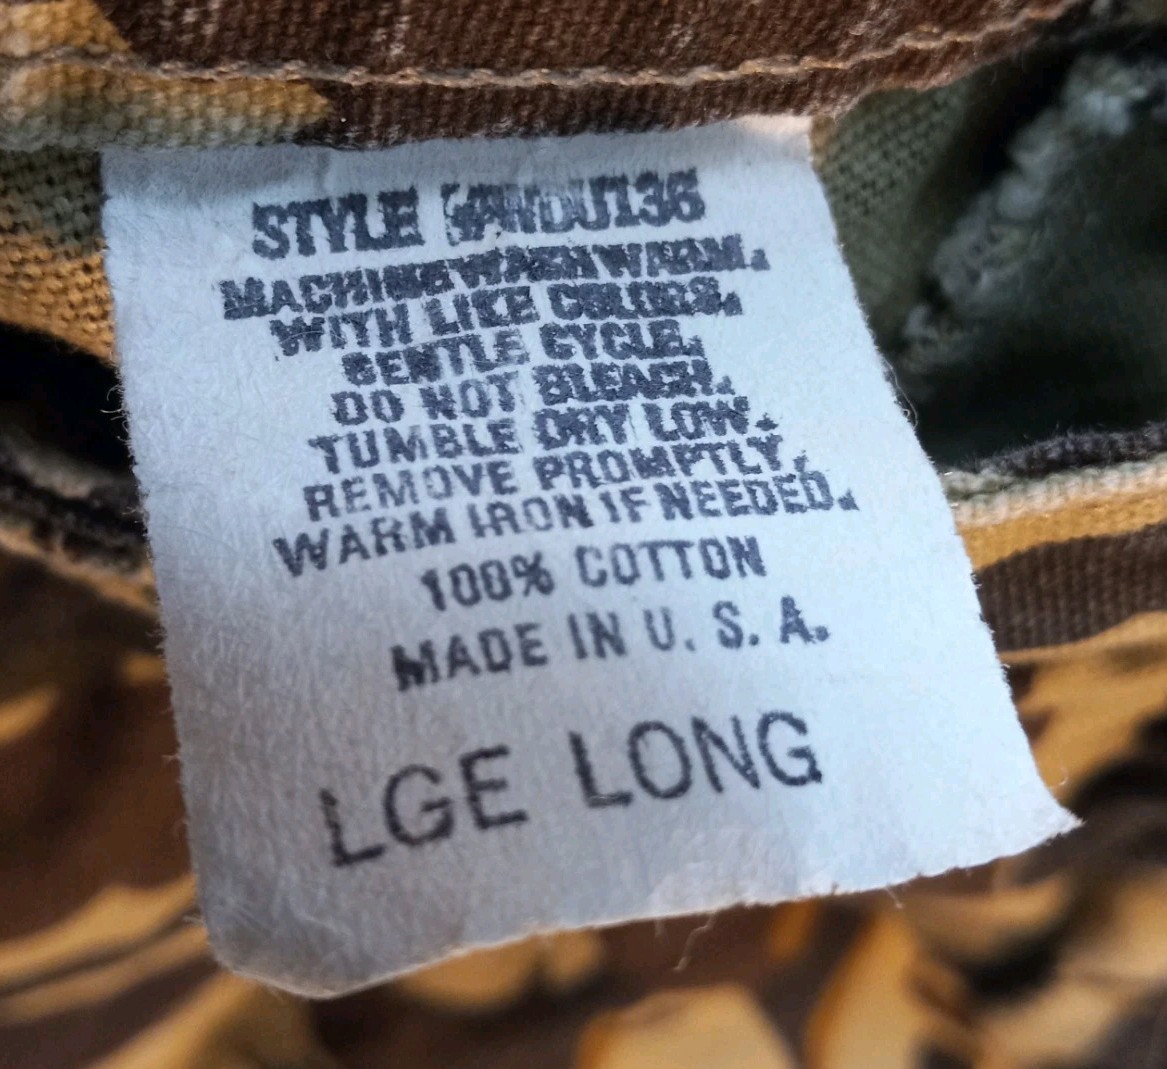 STYLE #AWDU136
MACHINE WASH WARM.
WITH LIKE COLORS.
GENTLE CYCLE.
DO NOT BLEACH.
TUMBLE DRY LOW.
REMOVE PROMPTLY.
WARM IRON IF NEEDED.
100% COTTON
MADE IN U. S. A.
LGE LONG